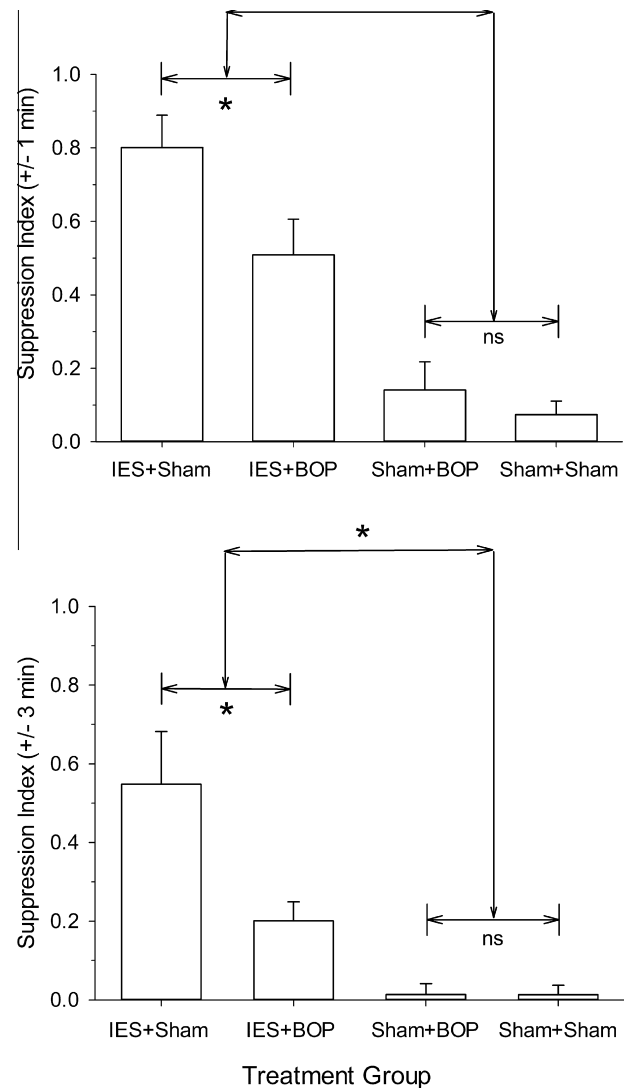 Suppression Index (+/- 1 min)
1.0
*
0.8
0.6
0.4
ns
0.2
0.0
IES+Sham IES+BOP Sham+BOP Sham+Sham
*
Suppression Index (+/- 3 min)
1.0
0.8
*
0.6
0.4
0.2
ns
0.0
IES+Sham IES+BOP Sham+BOP Sham+Sham
Treatment Group